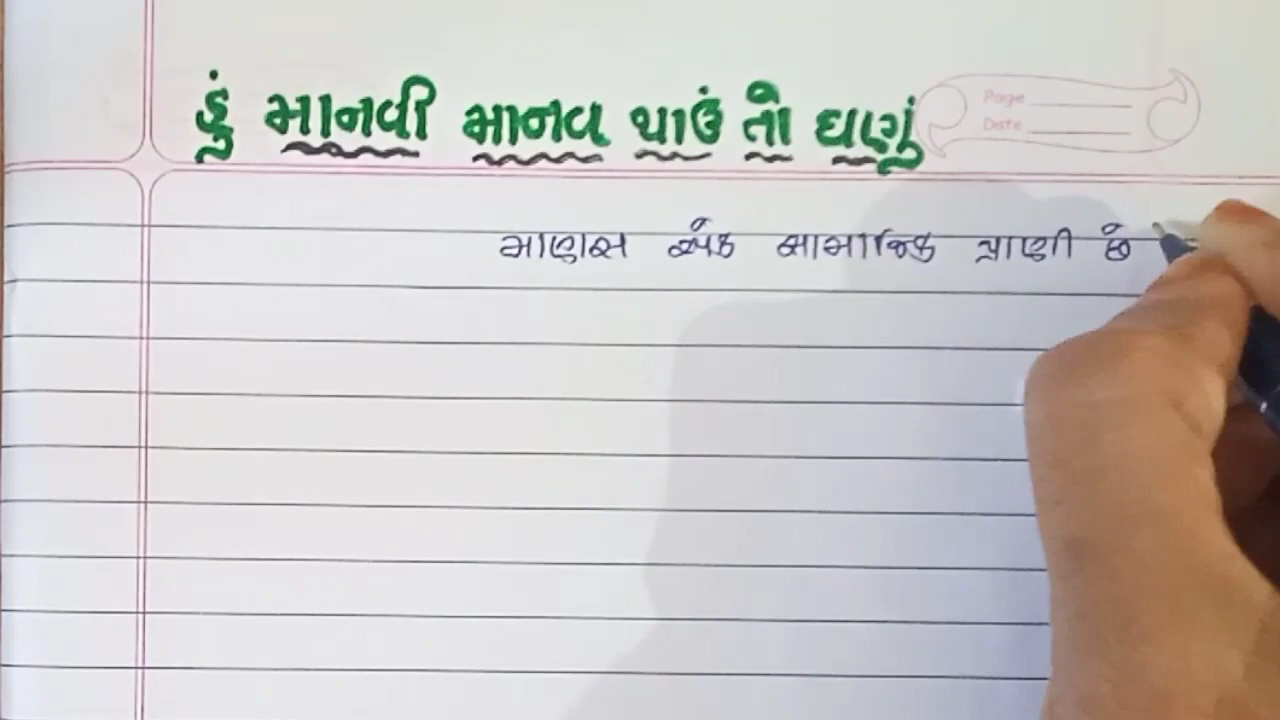 હું માનવી માનવ થાઉં તો ઘણું
Page
Date
માણસ એક સામાજિક પ્રાણી છે